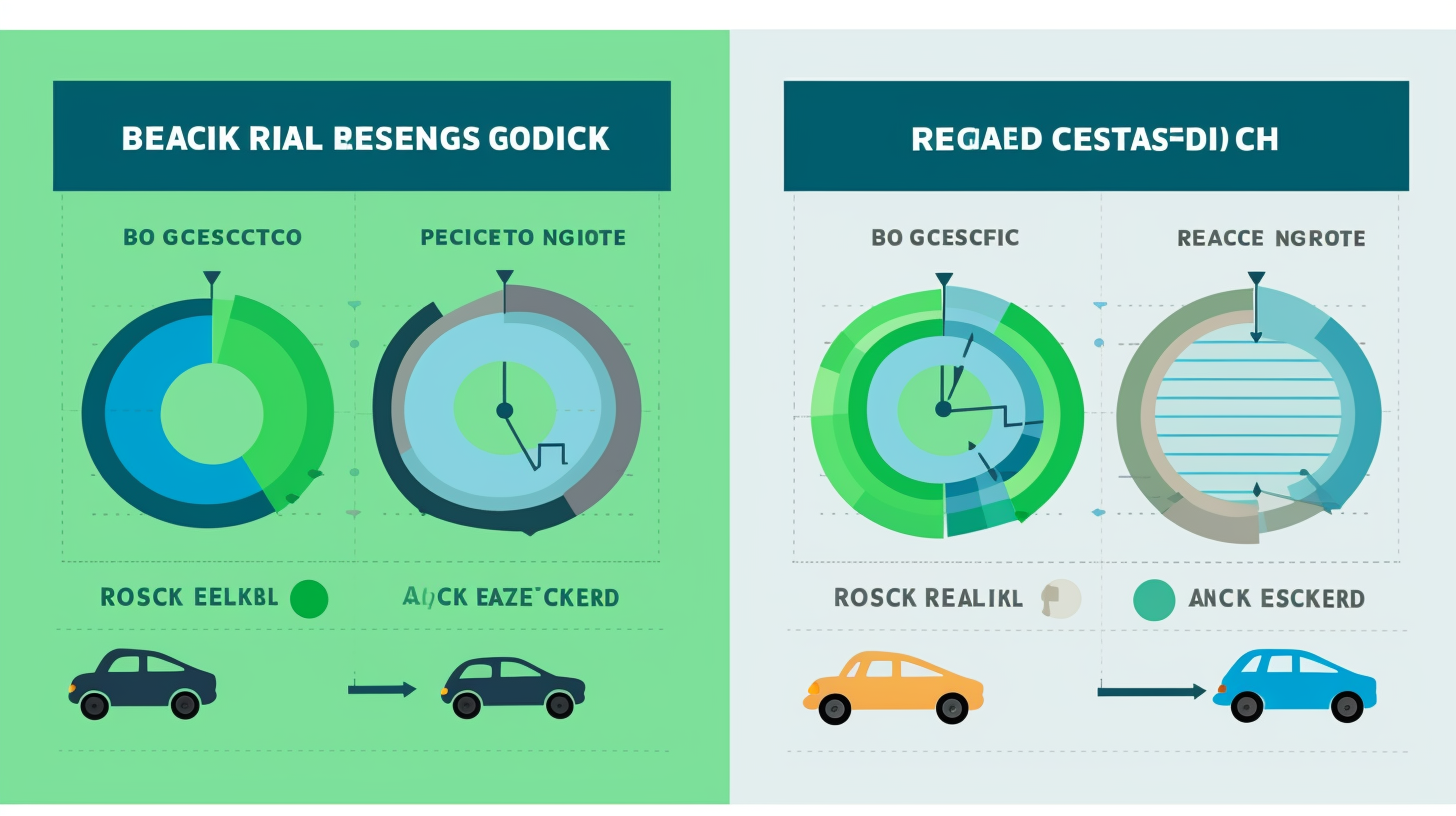 BEACIK RIAL RESENGS GODICK
BO GCESCCTCO
PECICETO NGIOTE
ROSCK EELKBL
CK EAZE CKERD
REGAED CESTAS=DI) CH
BO GCESCFIC
REACCE NGROTE
ROSCK REALIKL
ANCK ESCKERD